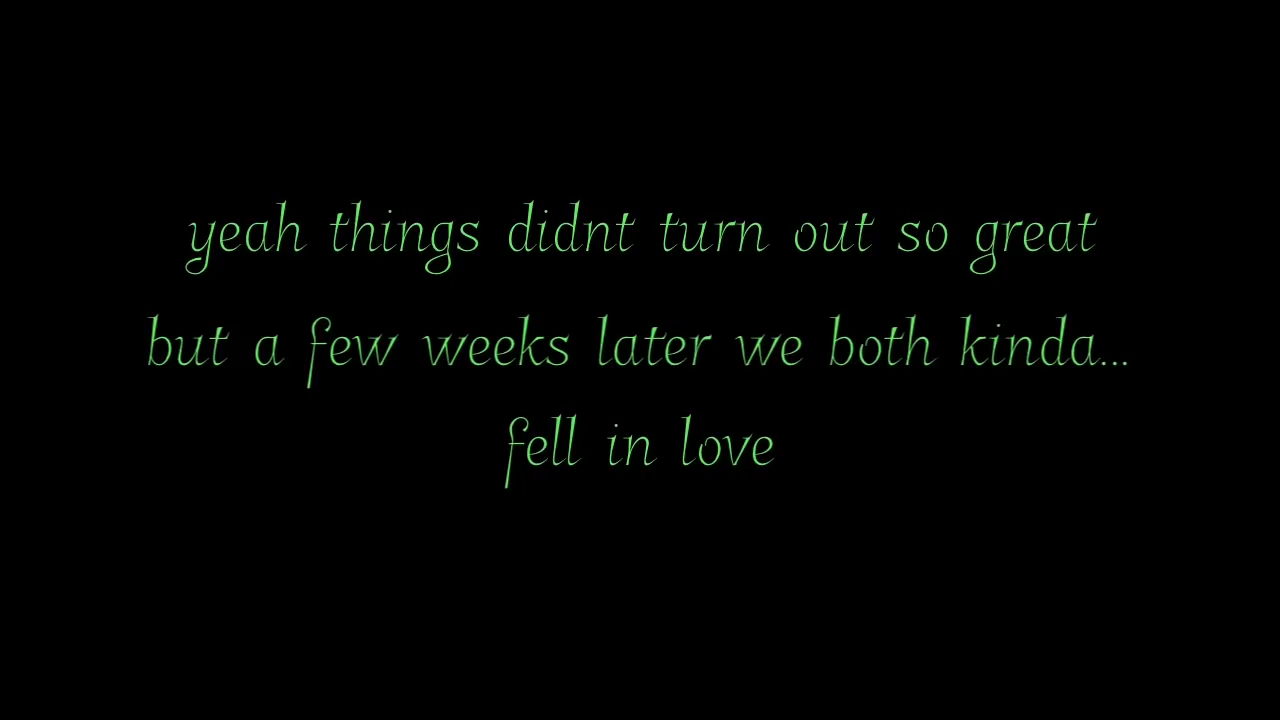 yeah things didnt turn out so great
but a few weeks later we both kinda...
fell in love